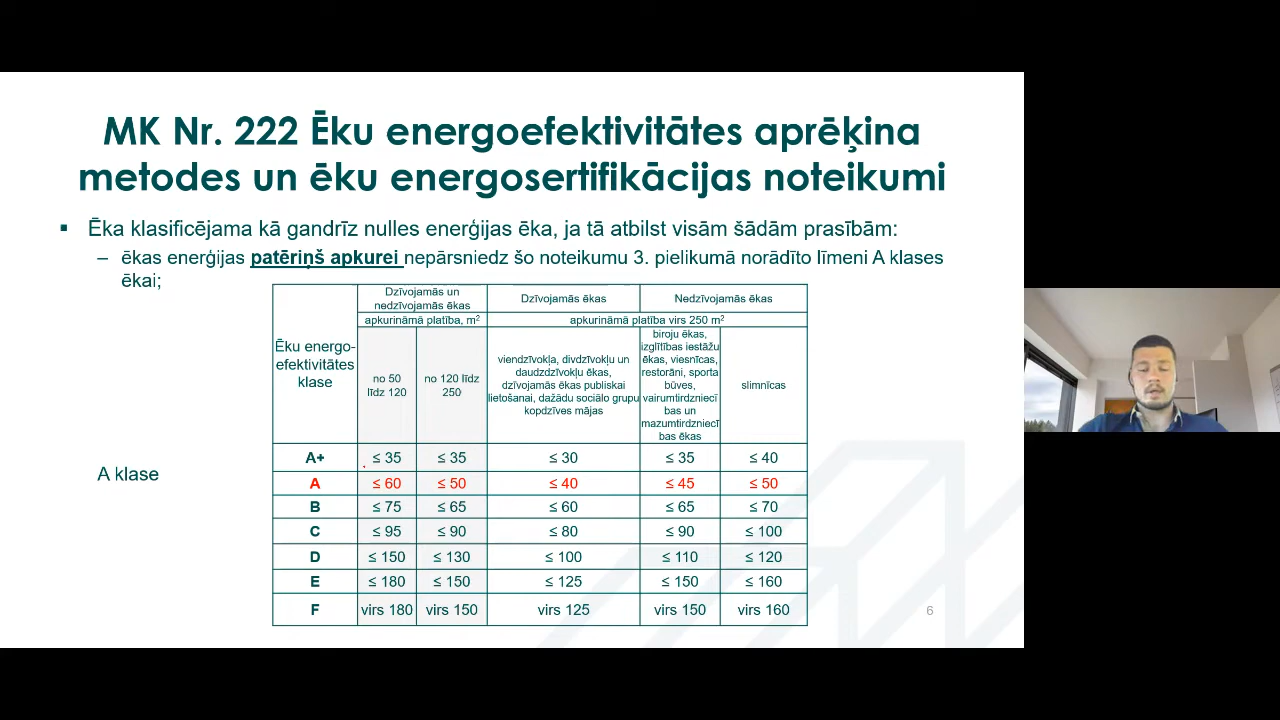 MK Nr. 222 Ēku energoefektivitātes aprēķina
metodes un ēku energosertifikācijas noteikumi
▪ Ēka klasificējama kā gandrīz nulles enerģijas ēka, ja tā atbilst visām šādām prasībām:
– ēkas enerģijas patēriņš apkurei nepārsniedz šo noteikumu 3. pielikumā norādīto līmeni A klases
ēkai;
Ēku energo-
efektivitātes
klase
Dzīvojamās un
nedzīvojamās ēkas
Dzīvojamās ēkas
Nedzīvojamās ēkas
apkurināmā platība, m²
apkurināmā platība virs 250 m²
no 50
līdz 120
no 120 līdz
250
viendzīvokļa, divdzīvokļu un
daudzdzīvokļu ēkas,
dzīvojamās ēkas publiskai
lietošanai, dažādu sociālo grupu
kopdzīves mājas
biroju ēkas,
izglītības iestāžu
ēkas, viesnīcas,
restorāni, sporta
būves,
vairumtirdzniecī
bas un
mazumtirdzniecī
bas ēkas
slimnīcas
A+ ≤ 35 ≤ 35 ≤ 30 ≤ 35 ≤ 40
A klase
A ≤ 60 ≤ 50 ≤ 40 ≤ 45 ≤ 50
B ≤ 75 ≤ 65 ≤ 60 ≤ 65 ≤ 70
C ≤ 95 ≤ 90 ≤ 80 ≤ 90 ≤ 100
D ≤ 150 ≤ 130 ≤ 100 ≤ 110 ≤ 120
E ≤ 180 ≤ 150 ≤ 125 ≤ 150 ≤ 160
F virs 180 virs 150 virs 125 virs 150 virs 160
6